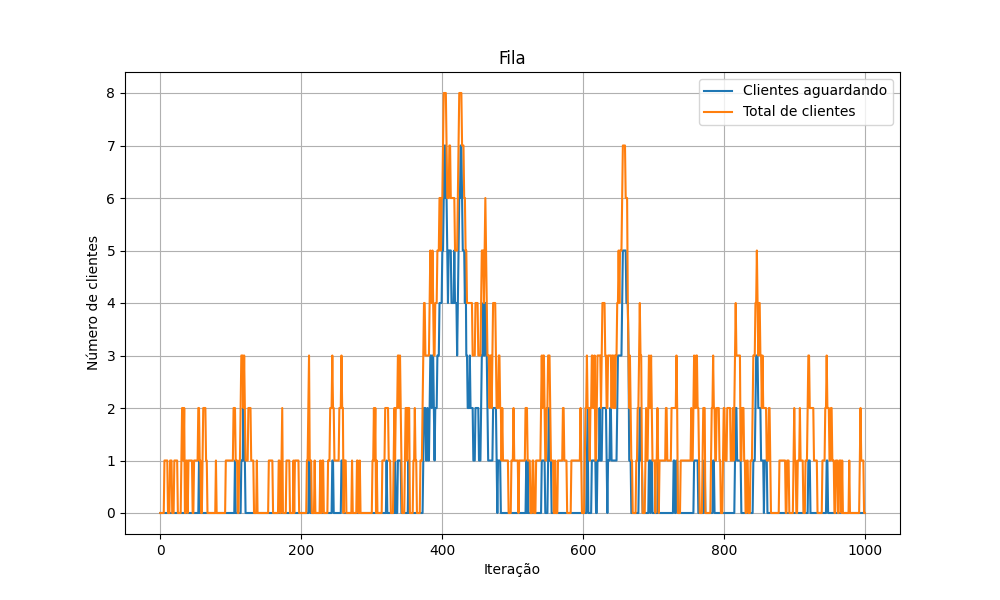 Fila
Clientes aguardando
Total de clientes
8
7
6
5
4
3
2
1
0
Número de clientes
0 200 400 600 800 1000
Iteração